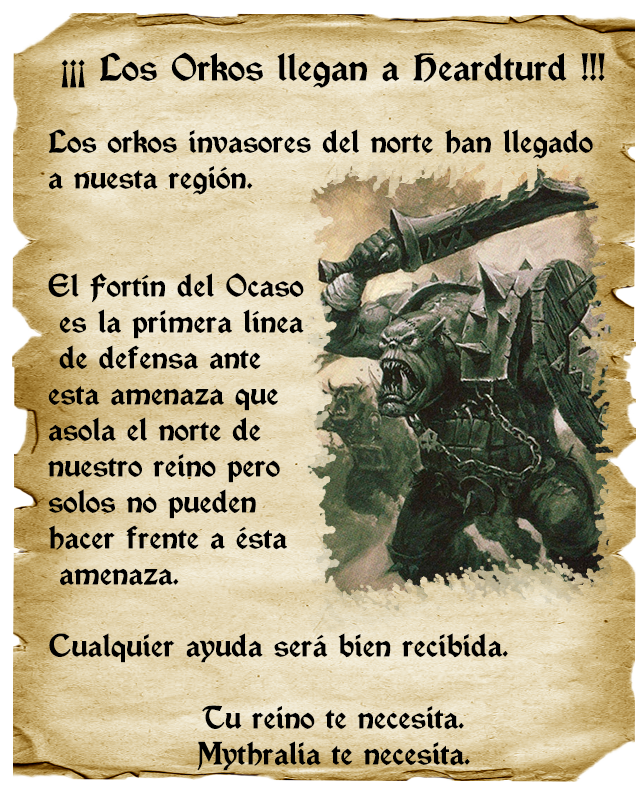 ¡¡¡ Los Orkos llegan a Heardturd !!!
Los orkos invasores del norte han llegado
a nuesta región.
El Fortín del Ocaso
es la primera línea
de defensa ante
esta amenaza que
asola el norte de
nuestro reino pero
solos no pueden
hacer frente a ésta
amenaza.
Cualquier ayuda será bien recibida.
Tu reino te necesita.
Mythralia te necesita.